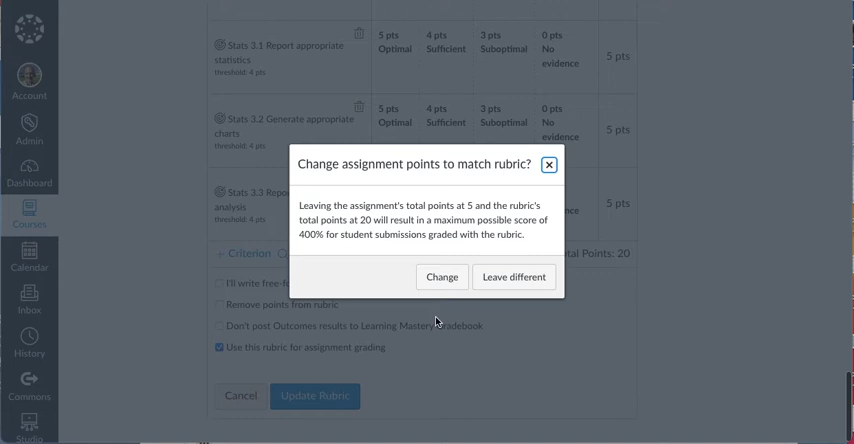 Stats 3.1 Report appropriate
statistics
threshold: 4 pts
5 pts
Optimal
4 pts
Sufficient
3 pts
Suboptimal
0 pts
No
evidence
5 pts
Stats 3.2 Generate appropriate
charts
threshold: 4 pts
5 pts
Optimal
4 pts
Sufficient
3 pts
Suboptimal
0 pts
No
evidence
5 pts
Stats 3.3
analysis
threshold: 4 pts
evidence
5 pts
+ Criterion
Points: 20
Change assignment points to match rubric?
Leaving the assignment's total points at 5 and the rubric's
total points at 20 will result in a maximum possible score of
400% for student submissions graded with the rubric.
Change
Leave different
I'll write
Remove points from rubric
Don't post Outcomes results to Learning Mastery
Use this rubric for assignment grading
Cancel
Update Rubric
Account
Admin
Dashboard
Courses
Calendar
Inbox
History
Commons
Studio